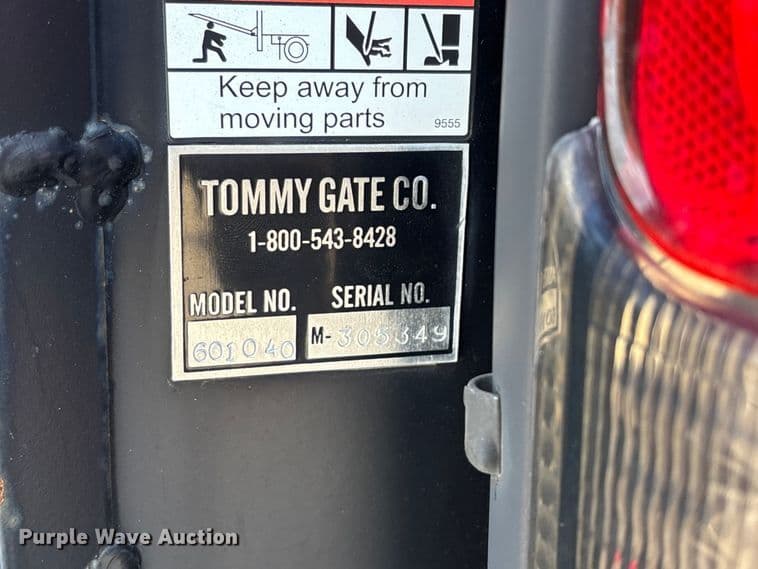 Keep away from
moving parts
9555
TOMMY GATE CO.
1-800-543-8428
MODEL NO. SERIAL NO.
601040 M-305349
Purple Wave Auction